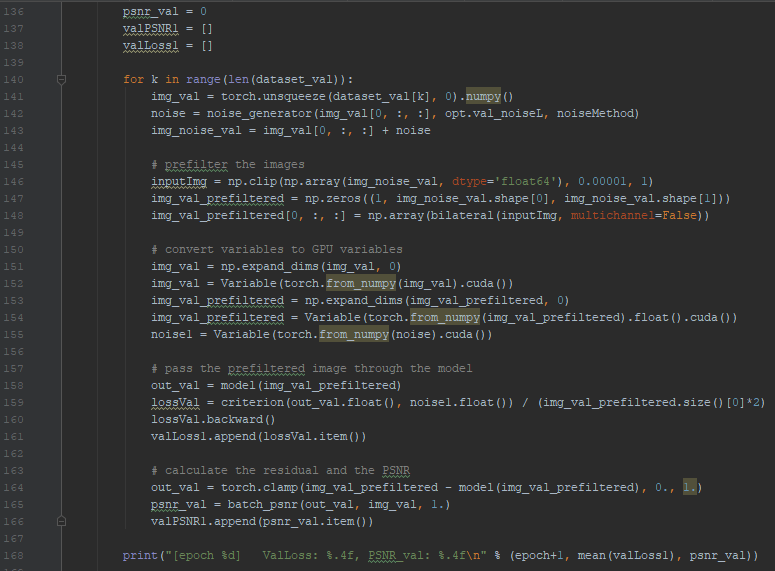 136 psnr_val = 0
137 valPSNR1 = []
138 valLoss1 = []
139
140 for k in range(len(dataset_val)):
141 img_val = torch.unsqueeze(dataset_val[k], 0).numpy()
142 noise = noise_generator(img_val[0, :, :], opt.val_noiseL, noiseMethod)
143 img_noise_val = img_val[0, :, :] + noise
144
145 # prefilter the images
146 inputImg = np.clip(np.array(img_noise_val, dtype='float64'), 0.00001, 1)
147 img_val_prefiltered = np.zeros((1, img_noise_val.shape[0], img_noise_val.shape[1]))
148 img_val_prefiltered[0, :, :] = np.array(bilateral(inputImg, multichannel=False))
149
150 # convert variables to GPU variables
151 img_val = np.expand_dims(img_val, 0)
152 img_val = Variable(torch.from_numpy(img_val).cuda())
153 img_val_prefiltered = np.expand_dims(img_val_prefiltered, 0)
154 img_val_prefiltered = Variable(torch.from_numpy(img_val_prefiltered).float().cuda())
155 noise1 = Variable(torch.from_numpy(noise).cuda())
156
157 # pass the prefiltered image through the model
158 out_val = model(img_val_prefiltered)
159 lossVal = criterion(out_val.float(), noise1.float()) / (img_val_prefiltered.size()[0]*2)
160 lossVal.backward()
161 valLoss1.append(lossVal.item())
162
163 # calculate the residual and the PSNR
164 out_val = torch.clamp(img_val_prefiltered - model(img_val_prefiltered), 0., 1.)
165 psnr_val = batch_psnr(out_val, img_val, 1.)
166 valPSNR1.append(psnr_val.item())
167
168 print("[epoch %d]   ValLoss: %.4f, PSNR_val: %.4f\n" % (epoch+1, mean(valLoss1), psnr_val))